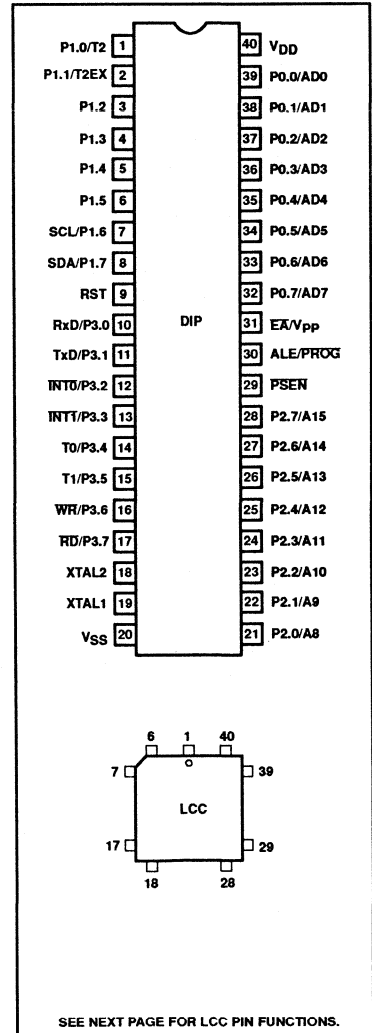 P1.0/T2 1 40 VDD
P1.1/T2EX 2 39 P0.0/AD0
P1.2 3 38 P0.1/AD1
P1.3 4 37 P0.2/AD2
P1.4 5 36 P0.3/AD3
P1.5 6 35 P0.4/AD4
SCL/P1.6 7 34 P0.5/AD5
SDA/P1.7 8 33 P0.6/AD6
RST 9 32 P0.7/AD7
RxD/P3.0 10 DIP 31 E̅A̅/VPP
TxD/P3.1 11 30 ALE/P̅R̅O̅G̅
I̅N̅T̅0̅/P3.2 12 29 P̅S̅E̅N̅
I̅N̅T̅1̅/P3.3 13 28 P2.7/A15
T0/P3.4 14 27 P2.6/A14
T1/P3.5 15 26 P2.5/A13
W̅R̅/P3.6 16 25 P2.4/A12
R̅D̅/P3.7 17 24 P2.3/A11
XTAL2 18 23 P2.2/A10
XTAL1 19 22 P2.1/A9
VSS 20 21 P2.0/A8
6 1 40
7 39
LCC
17 29
18 28
SEE NEXT PAGE FOR LCC PIN FUNCTIONS.